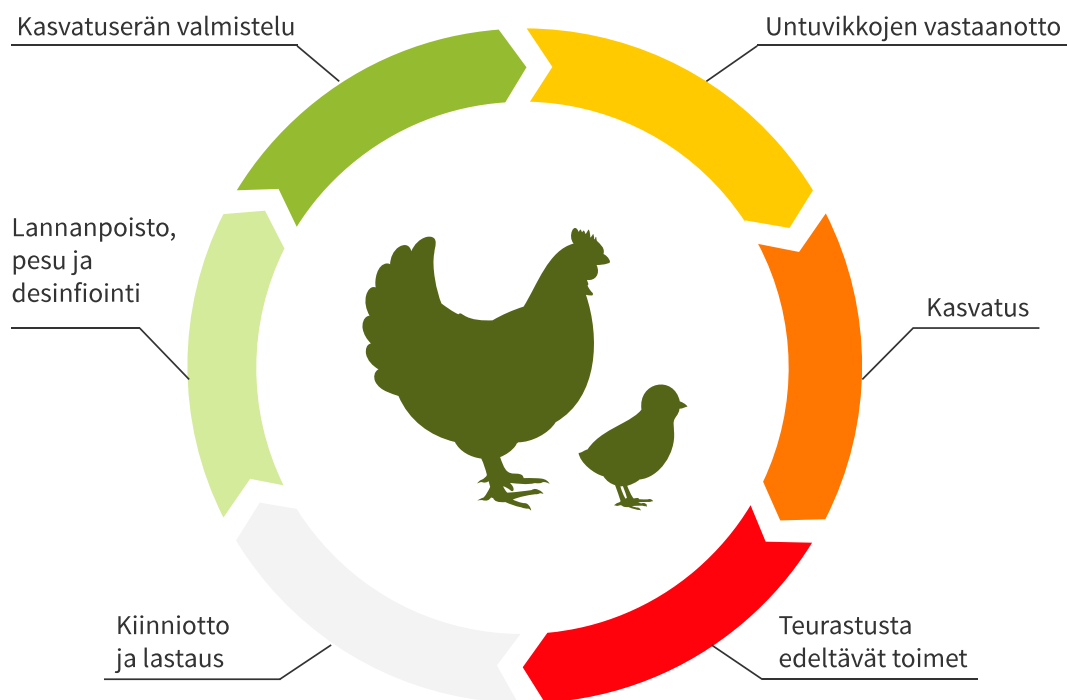 Kasvatuserän valmistelu
Untuvikkojen vastaanotto
Lannanpoisto,
pesu ja
desinfiointi
Kasvatus
Kiinniotto
ja lastaus
Teurastusta
edeltävät toimet